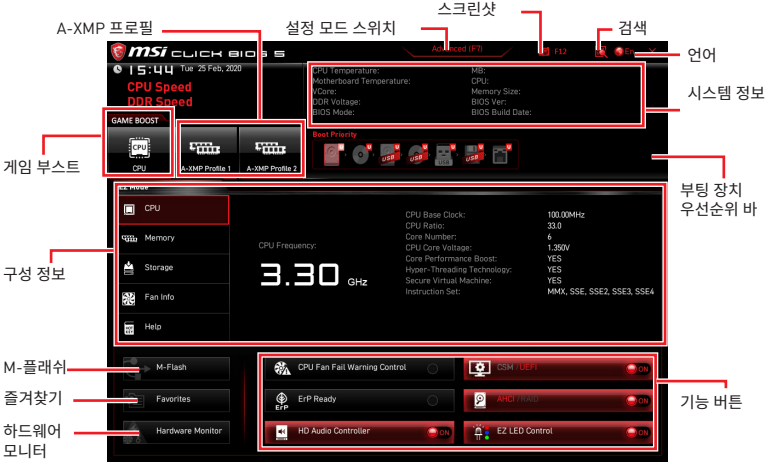 스크린샷
A-XMP 프로필
설정 모드 스위치
검색
msi CLICK BIOS 5
Advanced (F7)
F12
En
언어
15:44 Tue 25 Feb, 2020
CPU Speed
DDR Speed
CPU Temperature:
Motherboard Temperature:
VCore:
DDR Voltage:
BIOS Mode:
MB:
CPU:
Memory Size:
BIOS Ver:
BIOS Build Date:
시스템 정보
GAME BOOST
CPU
CPU
A-XMP Profile 1
A-XMP Profile 2
Boot Priority
USB
USB
USB
USB
게임 부스트
부팅 장치
우선순위 바
EZ Mode
CPU
Memory
Storage
Fan Info
Help
CPU Frequency:
3.30 GHz
CPU Base Clock: 100.00MHz
CPU Ratio: 33.0
Core Number: 6
CPU Core Voltage: 1.350V
Core Performance Boost: YES
Hyper-Threading Technology: YES
Secure Virtual Machine: YES
Instruction Set: MMX, SSE, SSE2, SSE3, SSE4
구성 정보
M-플래쉬
즐겨찾기
하드웨어
모니터
M-Flash
Favorites
Hardware Monitor
CPU Fan Fail Warning Control
ErP
ErP Ready
HD Audio Controller ON
CSM /UEFI ON
AHCI /RAID ON
EZ LED Control ON
기능 버튼